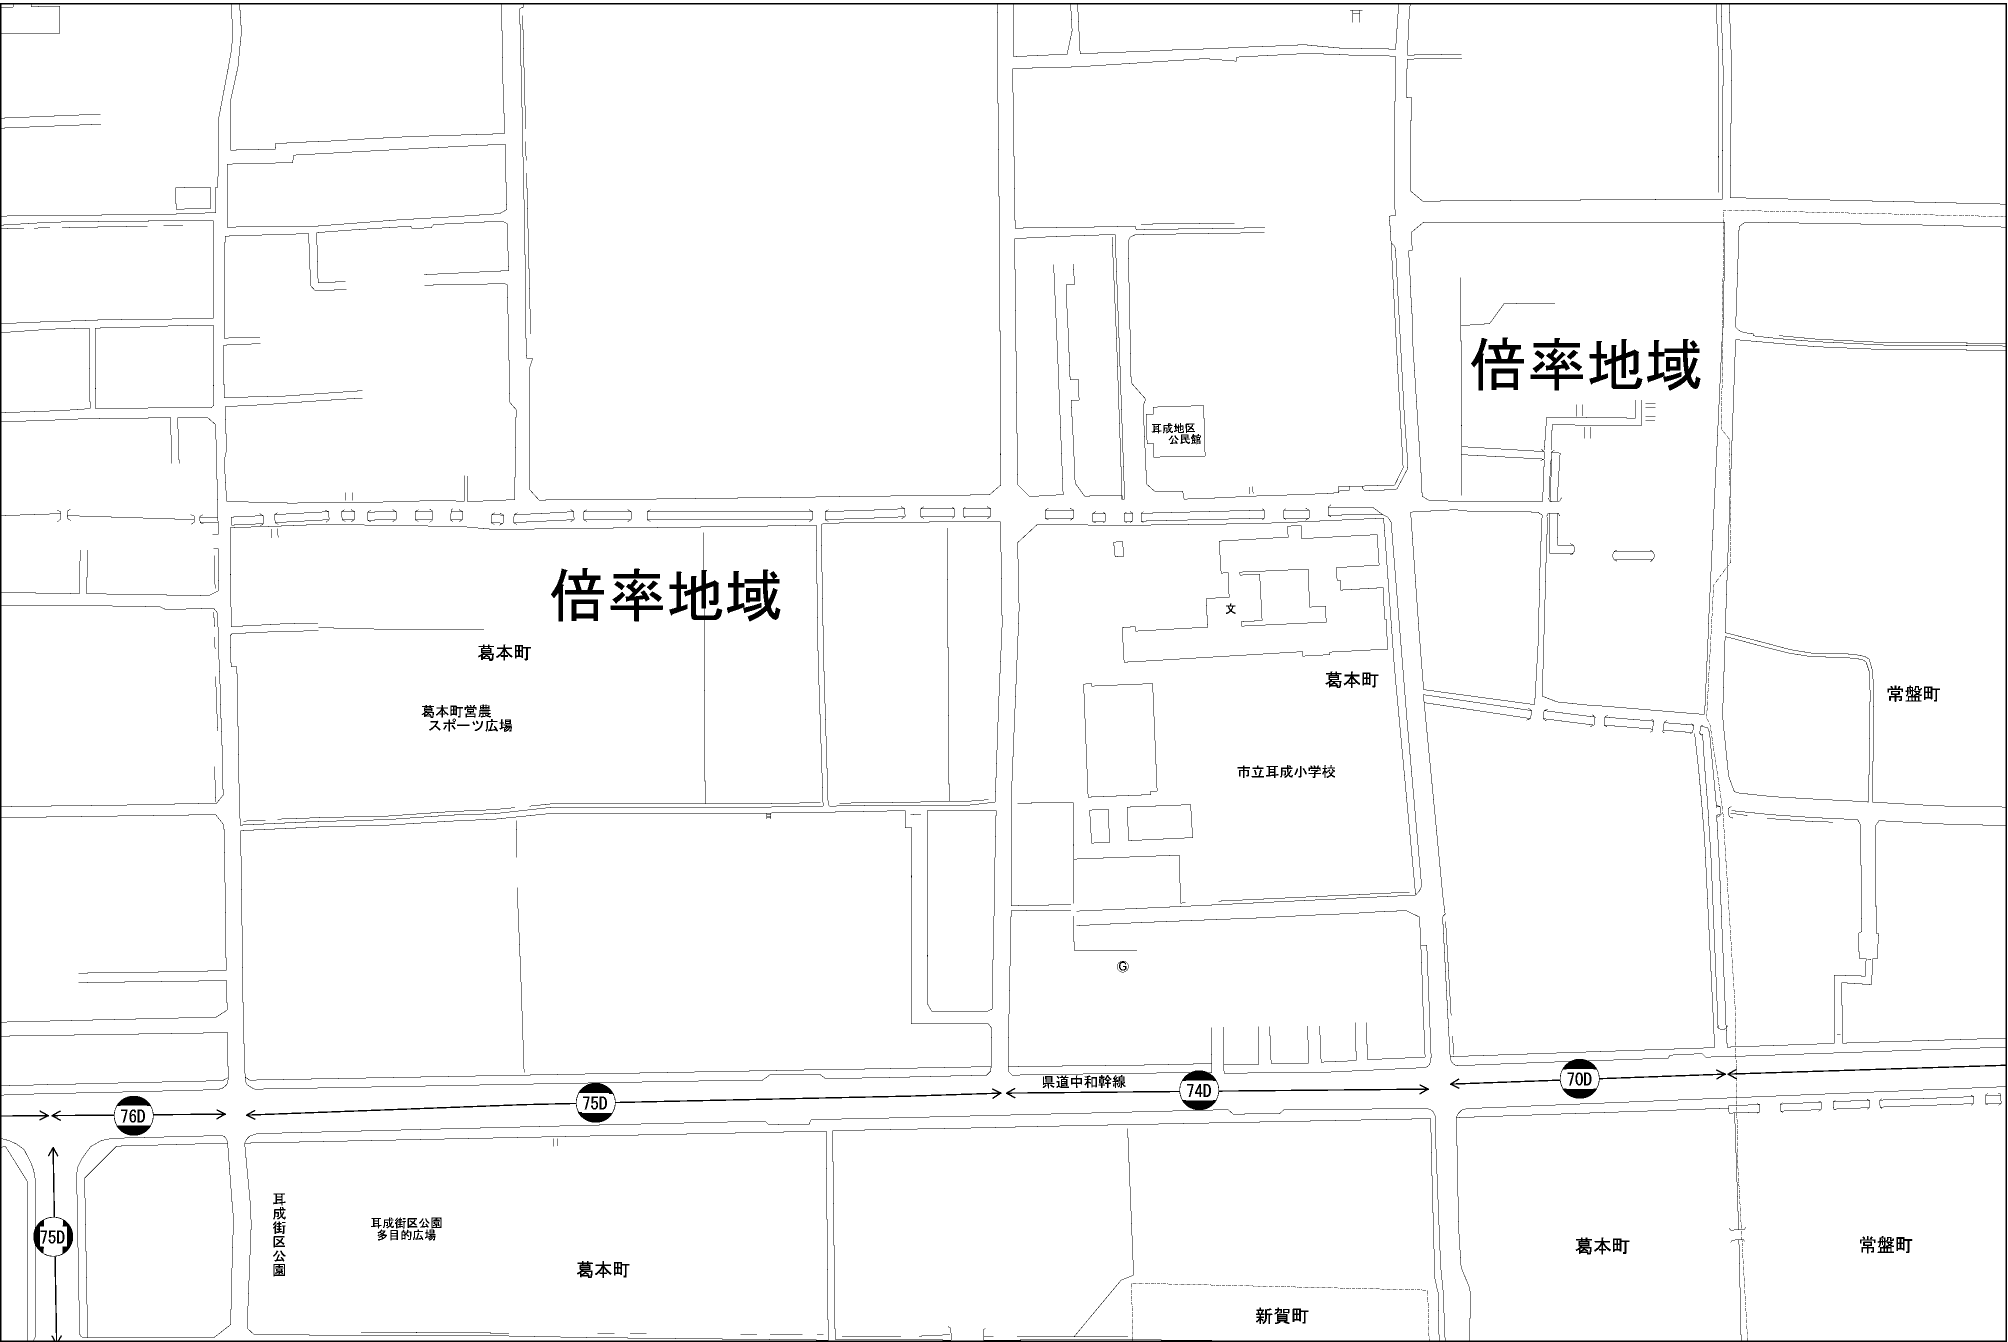 倍率地域
耳成地区
公民館
倍率地域
文
葛本町
葛本町
常盤町
葛本町営農
スポーツ広場
市立耳成小学校
G
県道中和幹線
76D
75D
74D
70D
75D
耳成街区公園
耳成街区公園
多目的広場
葛本町
葛本町
常盤町
新賀町